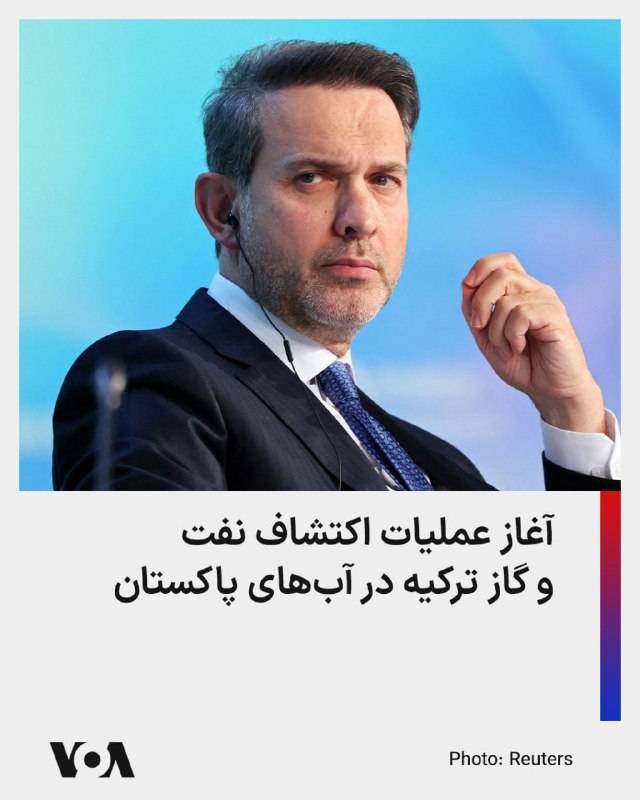 آغاز عملیات اکتشاف نفت
و گاز ترکیه در آب‌های پاکستان
VOA
Photo: Reuters